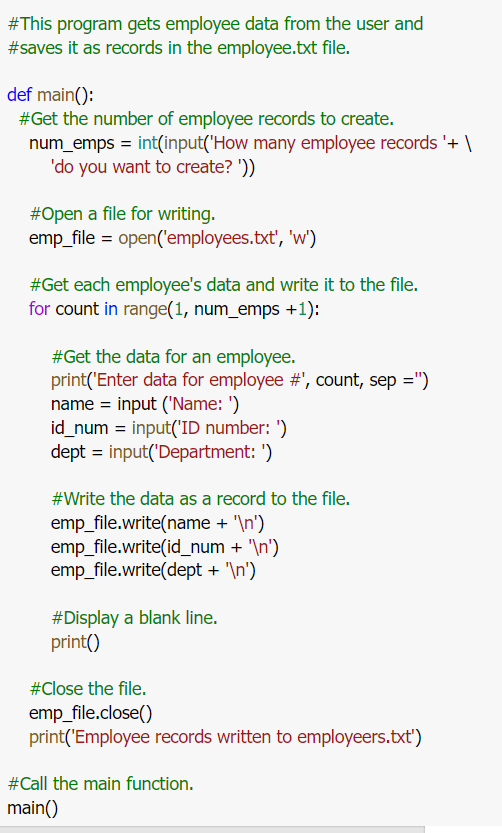 #This program gets employee data from the user and
#saves it as records in the employee.txt file.
def main():
#Get the number of employee records to create.
num_emps = int(input('How many employee records '+ \
'do you want to create? '))
#Open a file for writing.
emp_file = open('employees.txt', 'w')
#Get each employee's data and write it to the file.
for count in range(1, num_emps +1):
#Get the data for an employee.
print('Enter data for employee #', count, sep ='')
name = input ('Name: ')
id_num = input('ID number: ')
dept = input('Department: ')
#Write the data as a record to the file.
emp_file.write(name + '\n')
emp_file.write(id_num + '\n')
emp_file.write(dept + '\n')
#Display a blank line.
print()
#Close the file.
emp_file.close()
print('Employee records written to employeers.txt')
#Call the main function.
main()